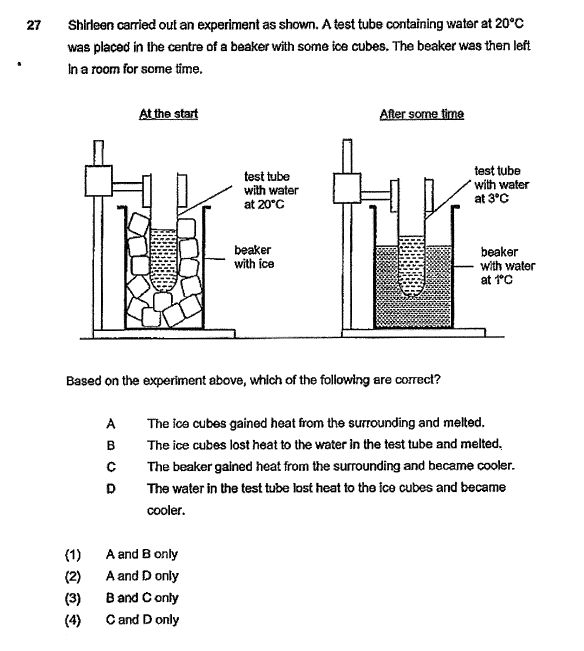 27 Shirleen carried out an experiment as shown. A test tube containing water at 20°C
was placed in the centre of a beaker with some ice cubes. The beaker was then left
in a room for some time.
At the start
After some time
test tube
with water
at 20°C
beaker
with ice
test tube
with water
at 3°C
beaker
with water
at 1°C
Based on the experiment above, which of the following are correct?
A The ice cubes gained heat from the surrounding and melted.
B The ice cubes lost heat to the water in the test tube and melted.
C The beaker gained heat from the surrounding and became cooler.
D The water in the test tube lost heat to the ice cubes and became
cooler.
(1) A and B only
(2) A and D only
(3) B and C only
(4) C and D only